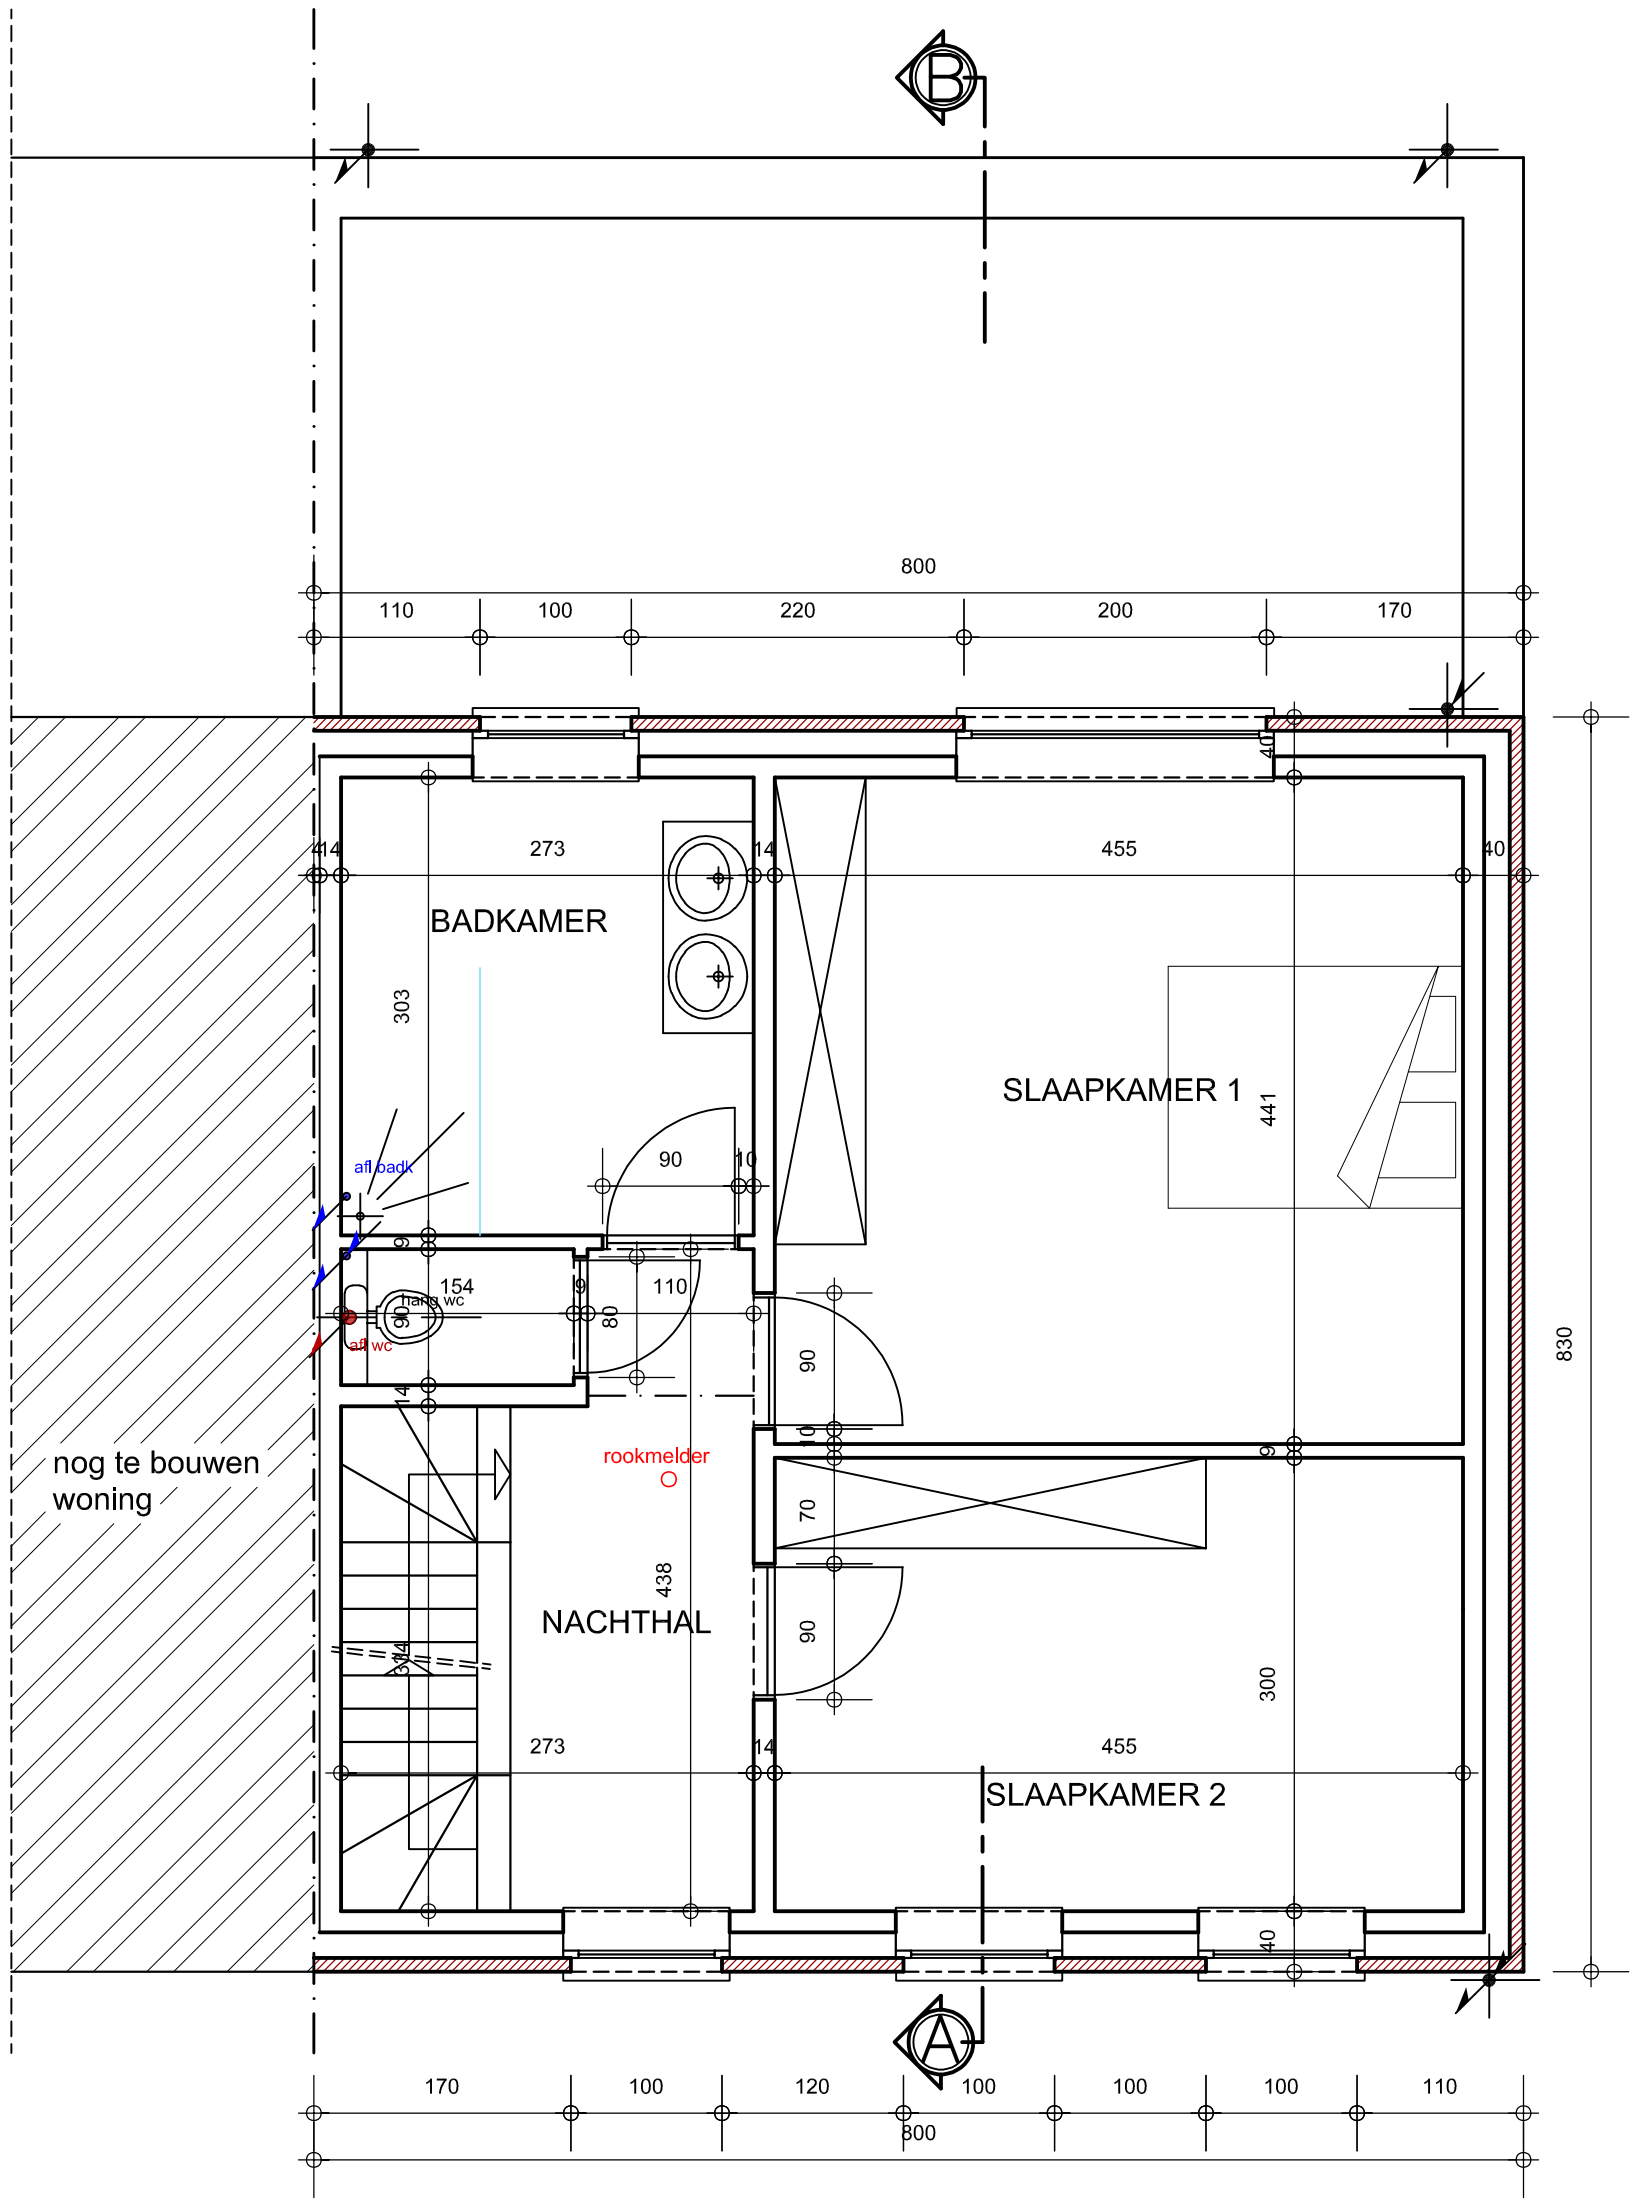 B
800
110 100 220 200 170
40
4 14 273 14 455 40
BADKAMER
303
SLAAPKAMER 1
441
afl badk
90 10
9
154 9 110
hang wc
90
80
afl wc
90
830
14
10
9
nog te bouwen
woning
rookmelder
70
438
NACHTHAL
90
334
300
273 14 455
SLAAPKAMER 2
40
A
170 100 120 100 100 100 110
800